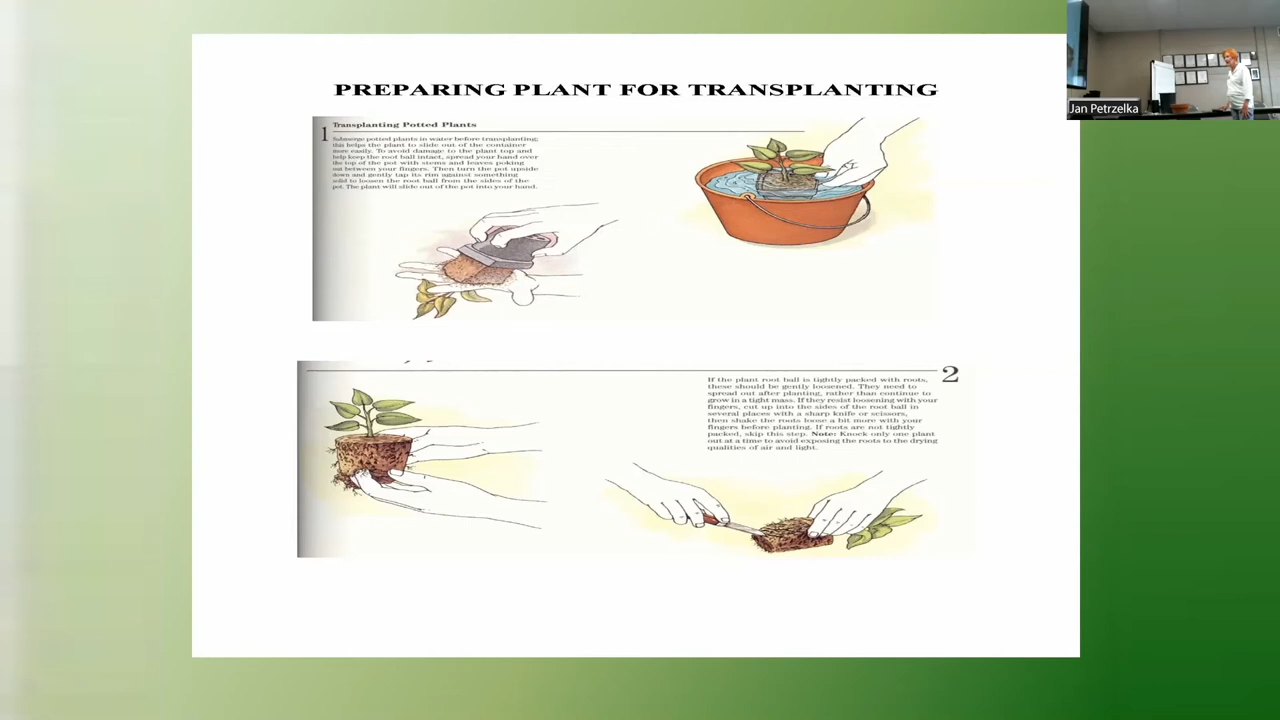 PREPARING PLANT FOR TRANSPLANTING
1
Transplanting Potted Plants
Submerge potted plants in water before transplanting;
this helps the plant to slide out of the container
more easily. To avoid damage to the plant top and
help keep the root ball intact, spread your hand over
the top of the pot with stems and leaves poking
out between your fingers. Then turn the pot upside
down and gently tap its rim against something
solid to loosen the root ball from the sides of the
pot. The plant will slide out of the pot into your hand.
2
If the plant root ball is tightly packed with roots,
these should be gently loosened. They need to
spread out after planting, rather than continue to
grow in a tight mass. If they resist loosening with your
fingers, cut up into the sides of the root ball in
several places with a sharp knife or scissors,
then shake the roots loose a bit more with your
fingers before planting. If roots are not tightly
packed, skip this step. Note: Knock only one plant
out at a time to avoid exposing the roots to the drying
qualities of air and light.
Jan Petrzelka